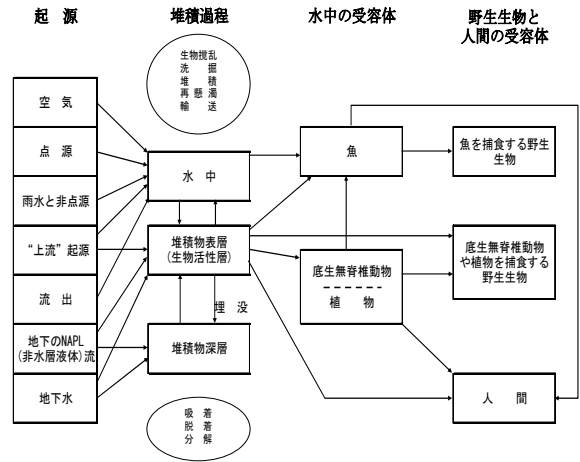 起 源
堆積過程
水中の受容体
野生生物と
人間の受容体
生物撹乱
洗 掘
堆 積
再 懸 濁
輸 送
空 気
点 源
雨水と非点源
“上流”起源
流 出
地下のNAPL
(非水層液体)流
地下水
水 中
堆積物表層
(生物活性層)
埋 没
堆積物深層
吸 着
脱 着
分 解
魚
底生無脊椎動物
植 物
魚を捕食する野生
生物
底生無脊椎動物
や植物を捕食する
野生生物
人 間